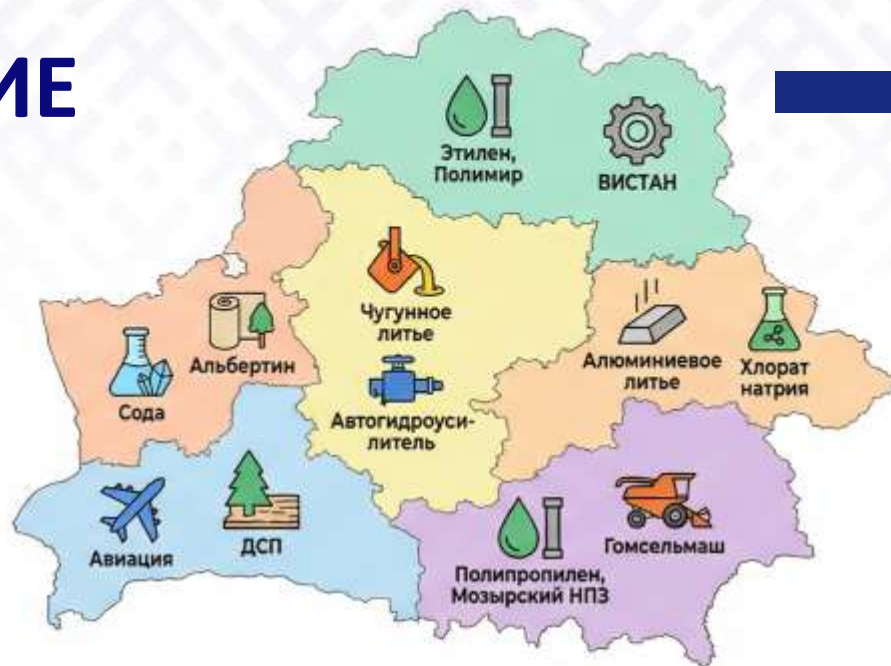 ИЕ
Этилен,
Полимир
ВИСТАН
Чугунное
литье
Автогидроуси-
литель
Альбертин
Сода
Алюминиевое
литье
Хлорат
натрия
Авиация
ДСП
Полипропилен,
Мозырский НПЗ
Гомсельмаш